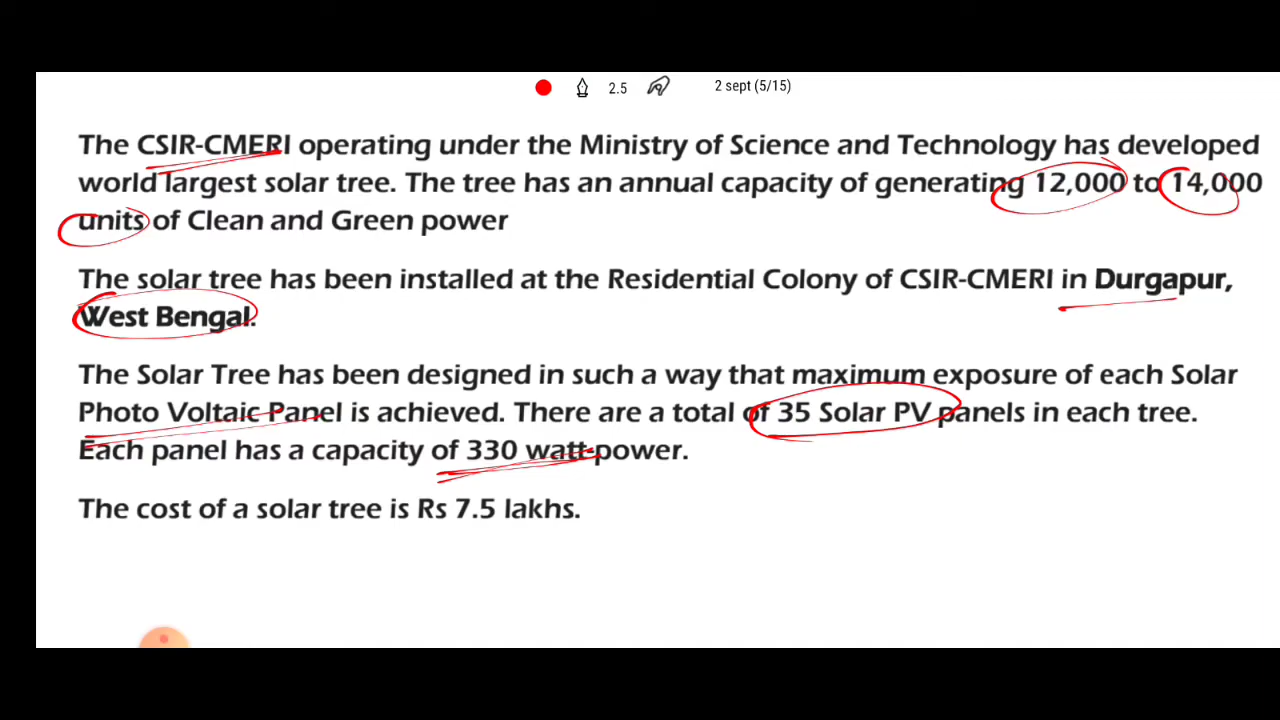 2.5 2 sept (5/15)
The CSIR-CMERI operating under the Ministry of Science and Technology has developed
world largest solar tree. The tree has an annual capacity of generating 12,000 to 14,000
units of Clean and Green power
The solar tree has been installed at the Residential Colony of CSIR-CMERI in Durgapur,
West Bengal.
The Solar Tree has been designed in such a way that maximum exposure of each Solar
Photo Voltaic Panel is achieved. There are a total of 35 Solar PV panels in each tree.
Each panel has a capacity of 330 watt power.
The cost of a solar tree is Rs 7.5 lakhs.